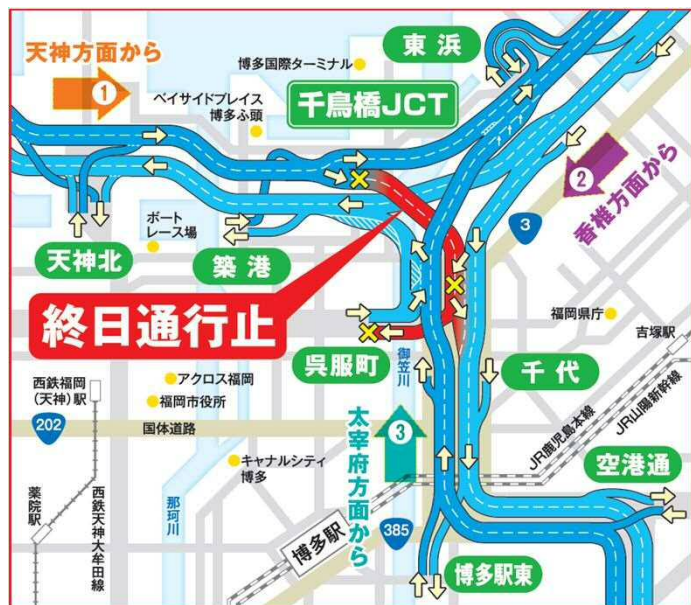 天神方面から
①
博多国際ターミナル
東浜
ベイサイドプレイス
博多ふ頭
千鳥橋JCT
②
香椎方面から
3
ボート
レース場
天神北
築港
終日通行止
福岡県庁
吉塚駅
呉服町
御笠川
千代
西鉄福岡
(天神)駅
アクロス福岡
福岡市役所
202
国体道路
③
太宰府方面から
JR鹿児島本線
JR山陽新幹線
キャナルシティ
博多
空港通
薬院駅
西鉄天神大牟田線
那珂川
博多駅
385
博多駅東